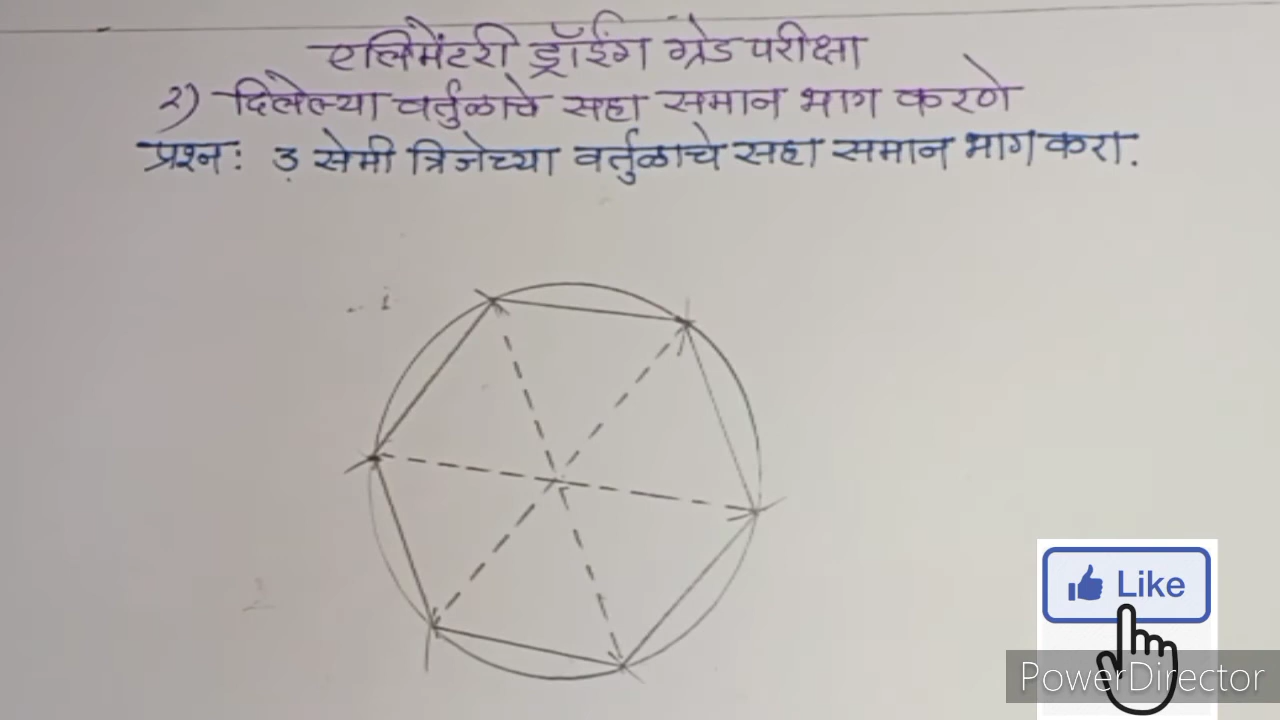 एलिमेंटरी ड्रॉईंग ग्रेड परीक्षा
२) दिलेल्या वर्तुळाचे सहा समान भाग करणे
प्रश्न: ३ सेमी त्रिजेच्या वर्तुळाचे सहा समान भाग करा.
Like
PowerDirector